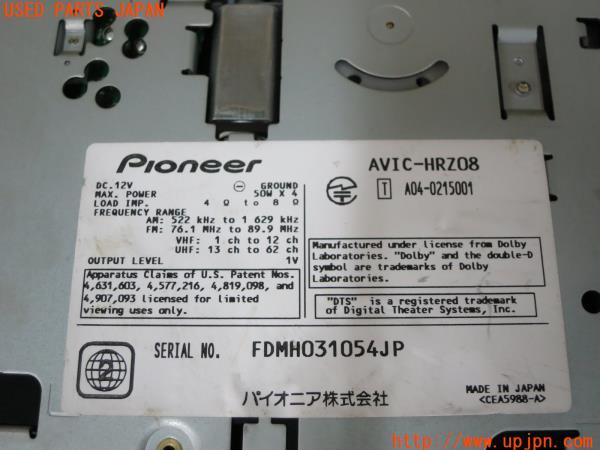 USED PARTS JAPAN
Pioneer
AVIC-HRZ08
DC.12V ⊖ GROUND
MAX. POWER 50W X 4
LOAD IMP. 4 Ω to 8 Ω
FREQUENCY RANGE
AM: 522 kHz to 1 629 kHz
FM: 76.1 MHz to 89.9 MHz
VHF: 1 ch to 12 ch
UHF: 13 ch to 62 ch
OUTPUT LEVEL 1V
T A04-0215001
Apparatus Claims of U.S. Patent Nos.
4,631,603, 4,577,216, 4,819,098, and
4,907,093 licensed for limited
viewing uses only.
Manufactured under license from Dolby
Laboratories. "Dolby" and the double-D
symbol are trademarks of Dolby
Laboratories.
"DTS" is a registered trademark
of Digital Theater Systems, Inc.
2
SERIAL NO. FDMH031054JP
パイオニア株式会社
MADE IN JAPAN
<CEA5988-A>
http://www.upjpn.com